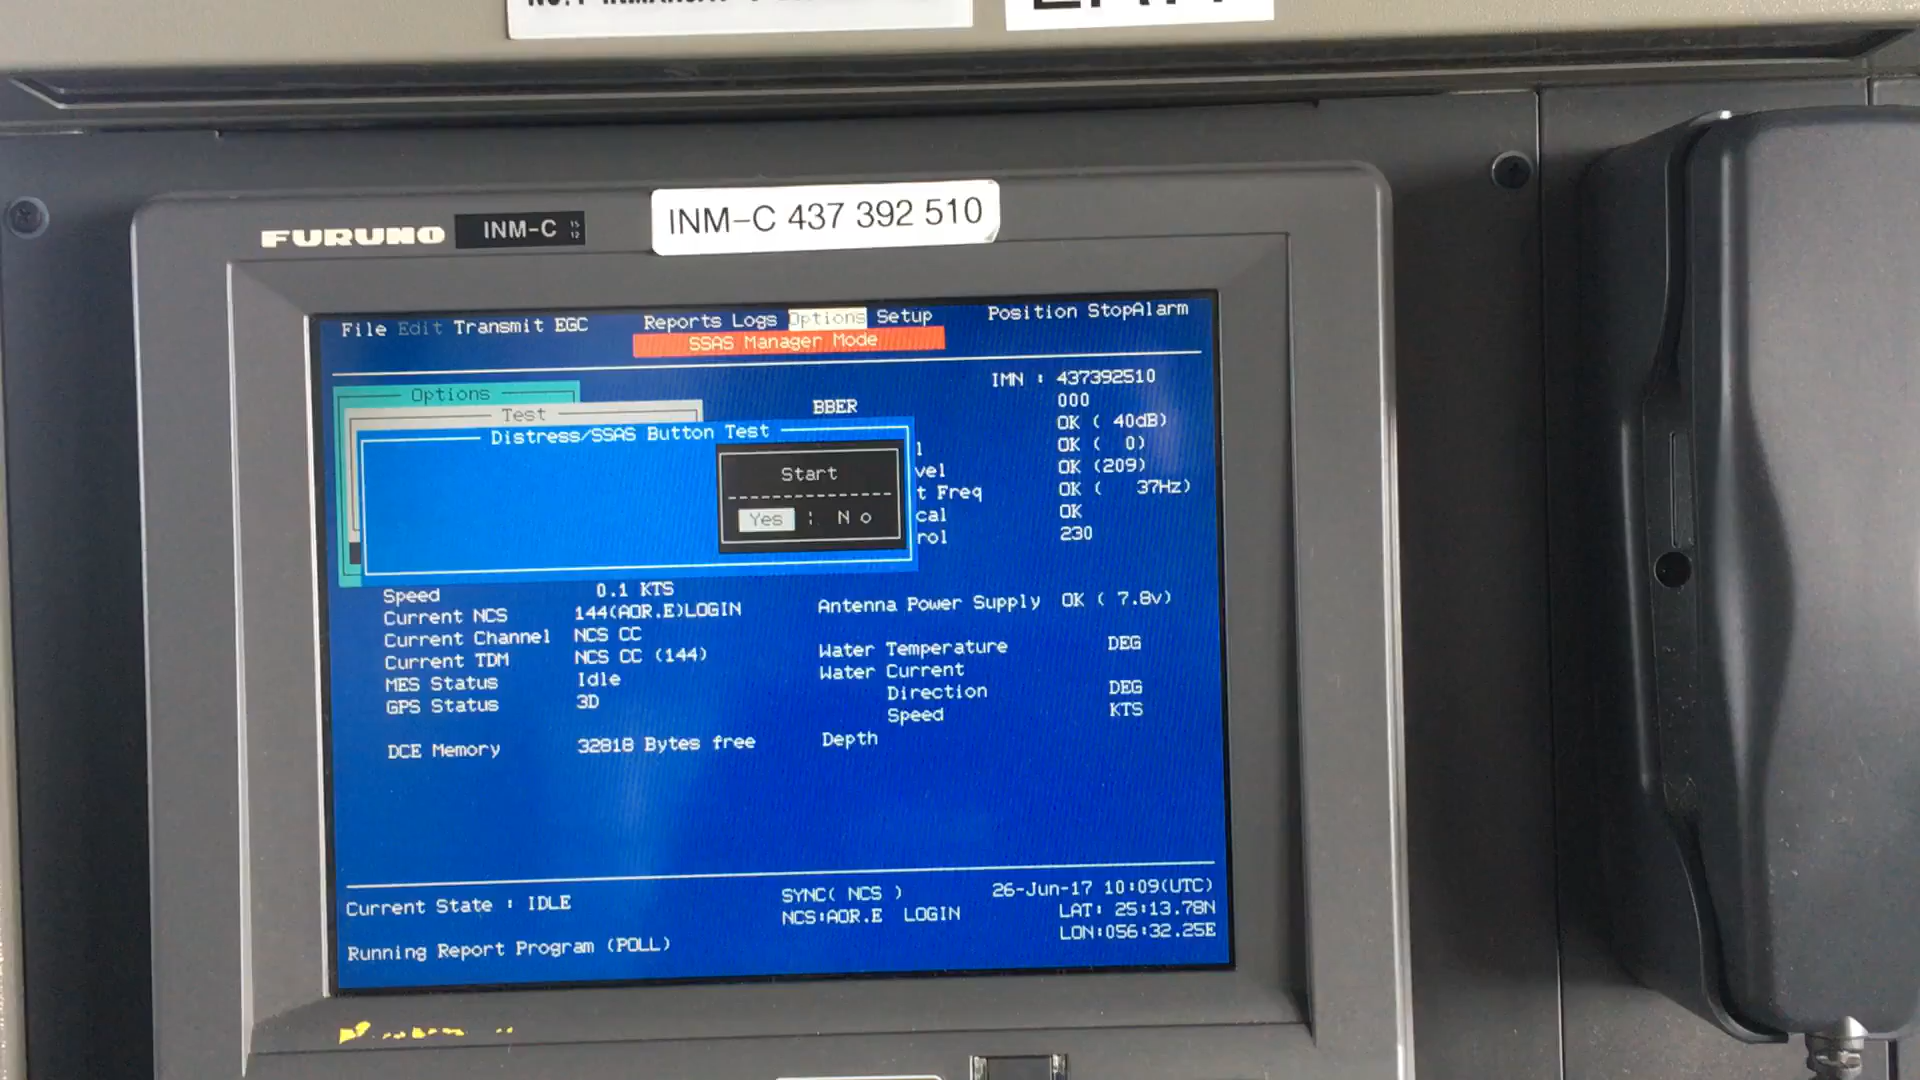 FURUNO INM-C 15 12
INM-C 437 392 510
File Edit Transmit EGC Reports Logs Options Setup Position StopAlarm
SSAS Manager Mode
Options
Test
Distress/SSAS Button Test
Start
Yes : No
IMN : 437392510
000
BBER OK ( 40dB)
l OK ( 0)
vel OK (209)
t Freq OK ( 37Hz)
cal OK
rol 230
Speed 0.1 KTS
Current NCS 144(AOR.E)LOGIN
Current Channel NCS CC
Current TDM NCS CC (144)
MES Status Idle
GPS Status 3D
DCE Memory 32818 Bytes free
Antenna Power Supply OK ( 7.8v)
Water Temperature DEG
Water Current
Direction DEG
Speed KTS
Depth
Current State : IDLE
SYNC( NCS )
NCS:AOR.E LOGIN
26-Jun-17 10:09(UTC)
LAT: 25:13.78N
LON:056:32.25E
Running Report Program (POLL)